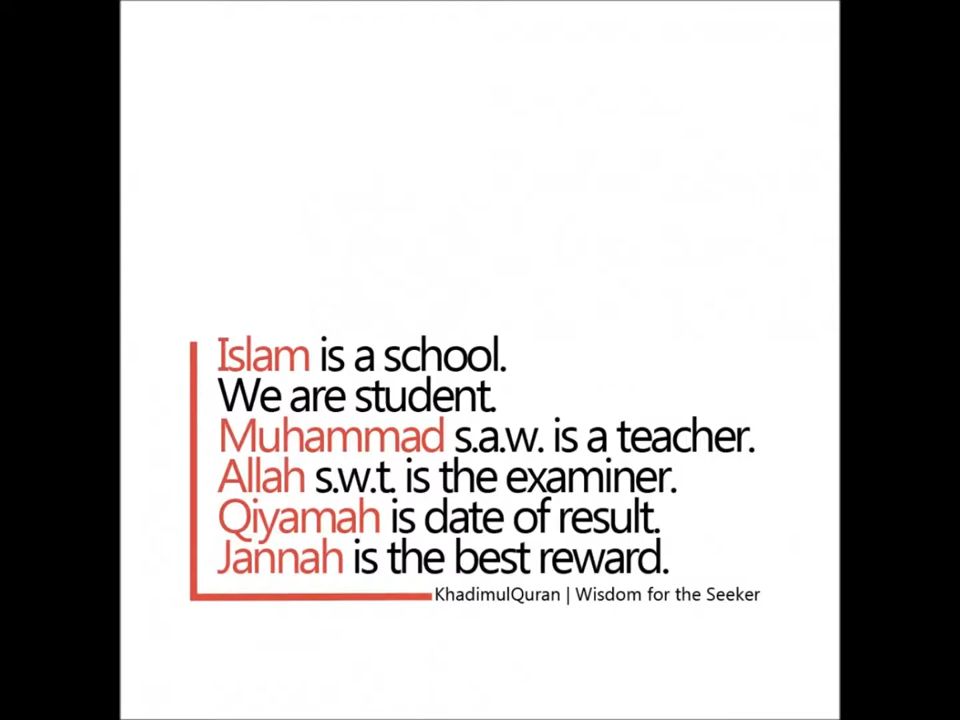 Islam is a school.
We are student.
Muhammad s.a.w. is a teacher.
Allah s.w.t. is the examiner.
Qiyamah is date of result.
Jannah is the best reward.
KhadimulQuran | Wisdom for the Seeker